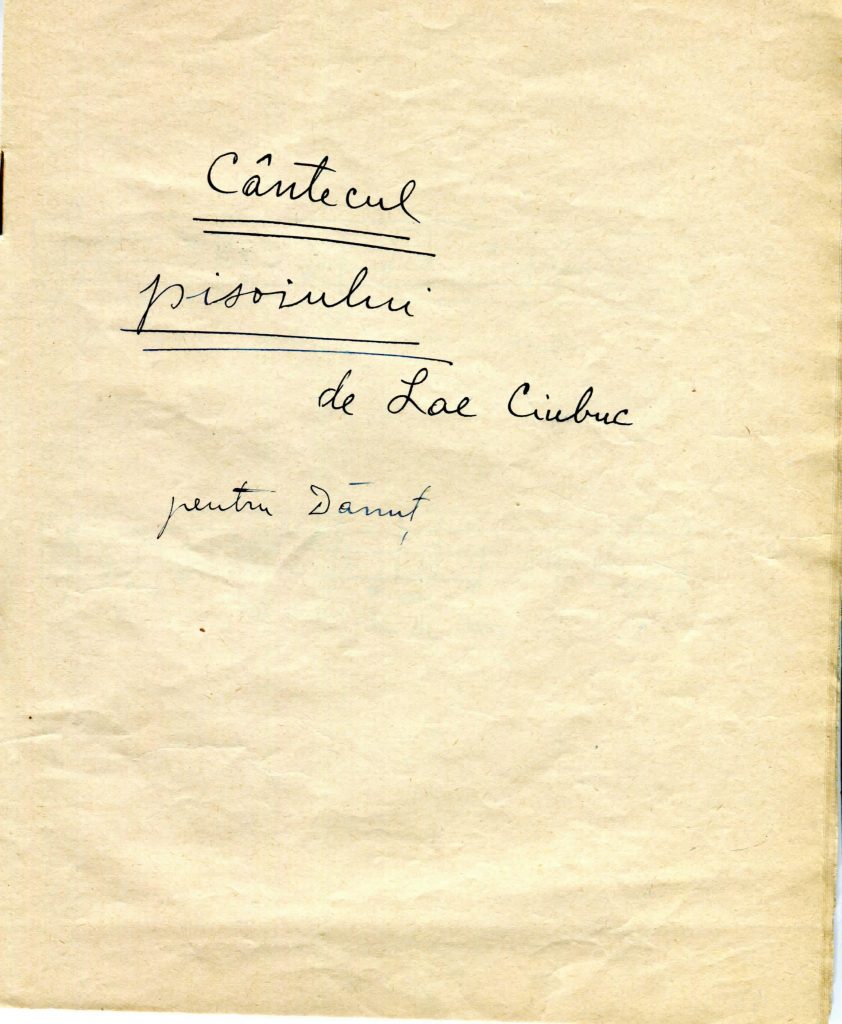 Cântecul
pisoiului
de Lae Ciubuc
pentru Dănuț